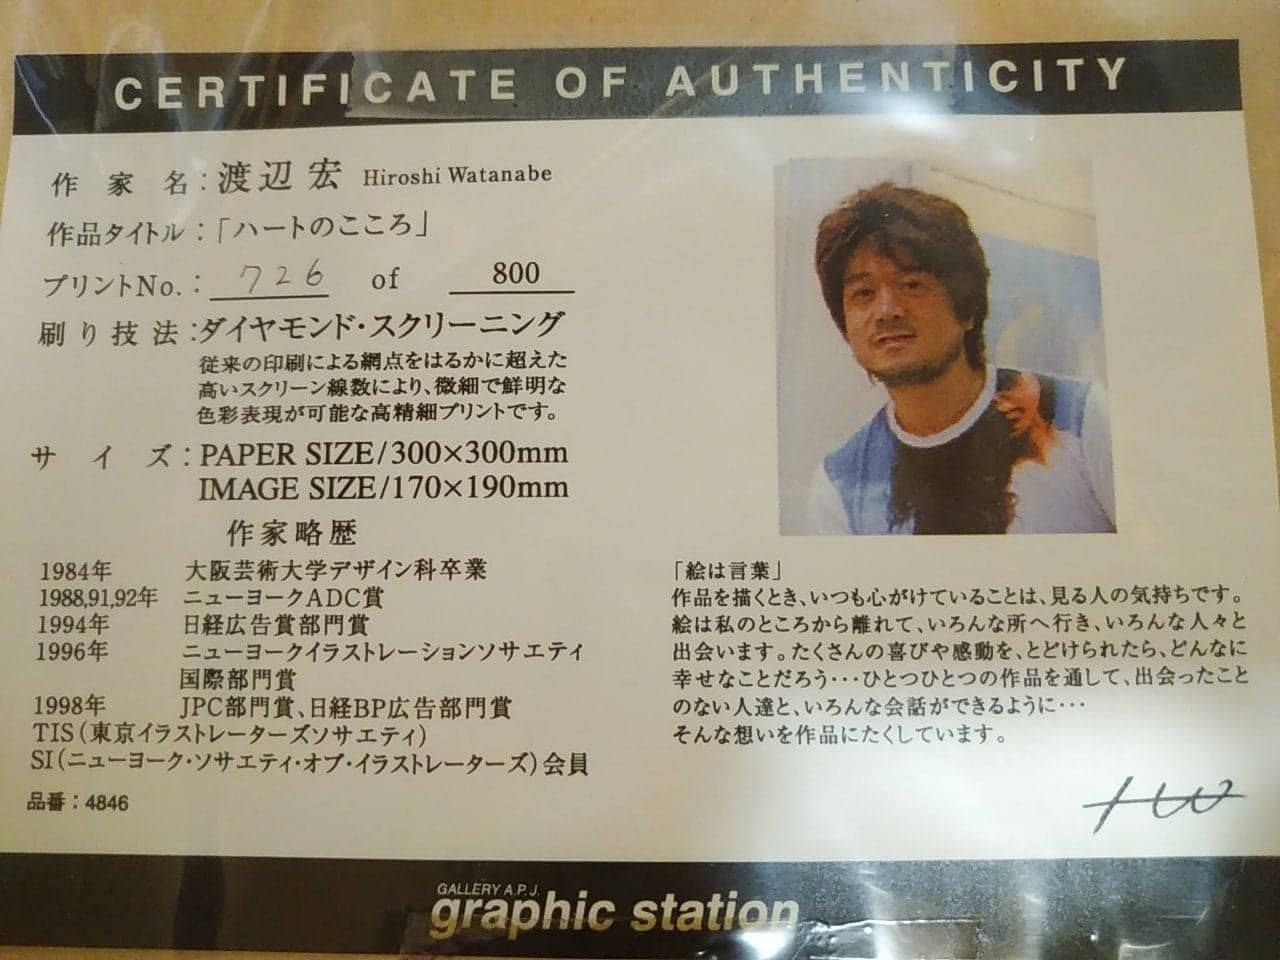 CERTIFICATE OF AUTHENTICITY
作家名：渡辺 宏 Hiroshi Watanabe
作品タイトル：「ハートのこころ」
プリントNo.： 726 of 800
刷り技法：ダイヤモンド・スクリーニング
従来の印刷による網点をはるかに超えた
高いスクリーン線数により、微細で鮮明な
色彩表現が可能な高精細プリントです。
サイズ：PAPER SIZE/300×300mm
IMAGE SIZE/170×190mm
作家略歴
1984年 大阪芸術大学デザイン科卒業
1988,91,92年 ニューヨークADC賞
1994年 日経広告賞部門賞
1996年 ニューヨークイラストレーションソサエティ
国際部門賞
1998年 JPC部門賞、日経BP広告部門賞
TIS（東京イラストレーターズソサエティ）
SI（ニューヨーク・ソサエティ・オブ・イラストレーターズ）会員
品番：4846
「絵は言葉」
作品を描くとき、いつも心がけていることは、見る人の気持ちです。
絵は私のところから離れて、いろんな所へ行き、いろんな人々と
出会います。たくさんの喜びや感動を、とどけられたら、どんなに
幸せなことだろう･･･ひとつひとつの作品を通して、出会ったこと
のない人達と、いろんな会話ができるように･･･
そんな想いを作品にたくしています。
HW
GALLERY A.P.J.
graphic station